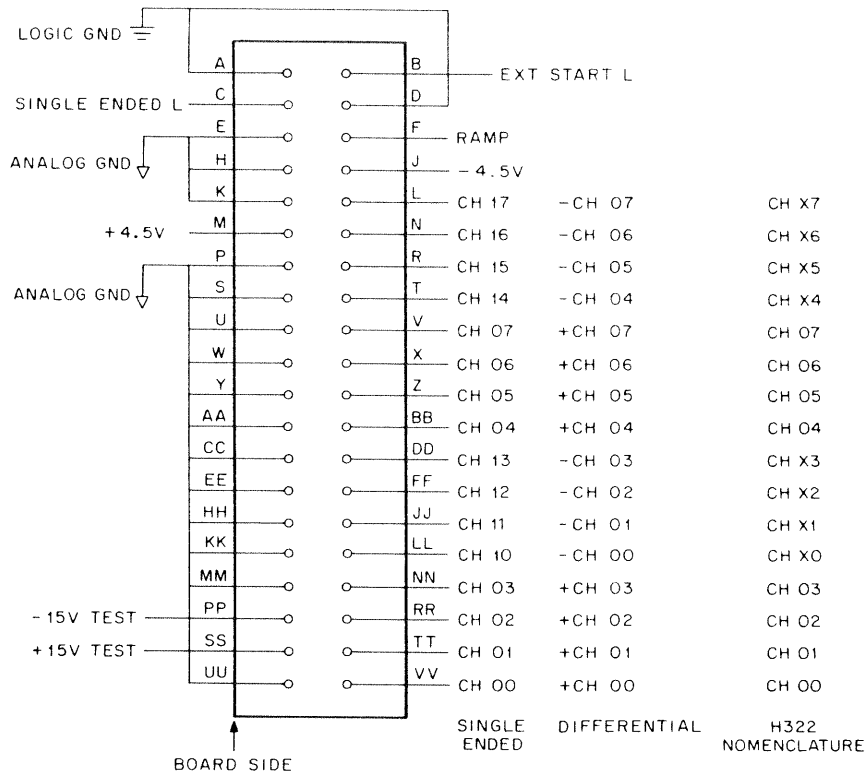 LOGIC GND
A B EXT START L
SINGLE ENDED L C D
E F RAMP
ANALOG GND H J - 4.5V
K L CH 17 -CH 07 CH X7
+4.5V M N CH 16 -CH 06 CH X6
P R CH 15 -CH 05 CH X5
ANALOG GND S T CH 14 -CH 04 CH X4
U V CH 07 +CH 07 CH 07
W X CH 06 +CH 06 CH 06
Y Z CH 05 +CH 05 CH 05
AA BB CH 04 +CH 04 CH 04
CC DD CH 13 -CH 03 CH X3
EE FF CH 12 -CH 02 CH X2
HH JJ CH 11 -CH 01 CH X1
KK LL CH 10 -CH 00 CH X0
MM NN CH 03 +CH 03 CH 03
-15V TEST PP RR CH 02 +CH 02 CH 02
+15V TEST SS TT CH 01 +CH 01 CH 01
UU VV CH 00 +CH 00 CH 00
SINGLE DIFFERENTIAL H322
ENDED NOMENCLATURE
BOARD SIDE